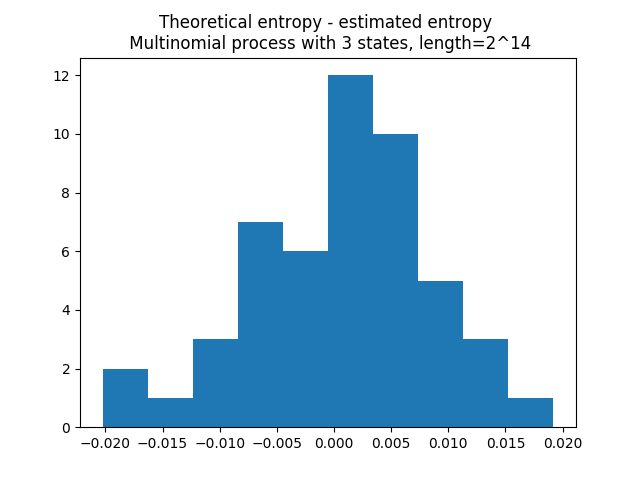 Theoretical entropy - estimated entropy
Multinomial process with 3 states, length=2^14
12
10
8
6
4
2
0
−0.020 −0.015 −0.010 −0.005 0.000 0.005 0.010 0.015 0.020